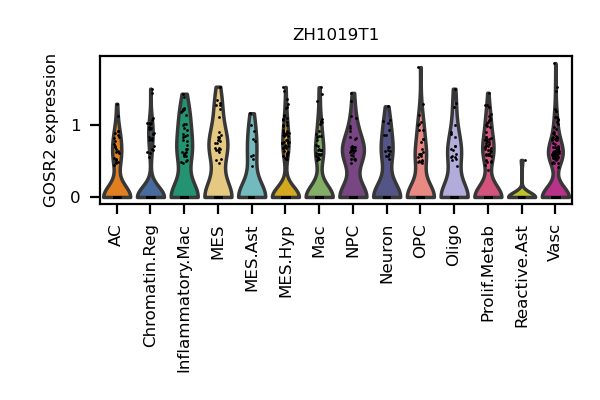 ZH1019T1
GOSR2 expression
1
0
AC
Chromatin.Reg
Inflammatory.Mac
MES
MES.Ast
MES.Hyp
Mac
NPC
Neuron
OPC
Oligo
Prolif.Metab
Reactive.Ast
Vasc